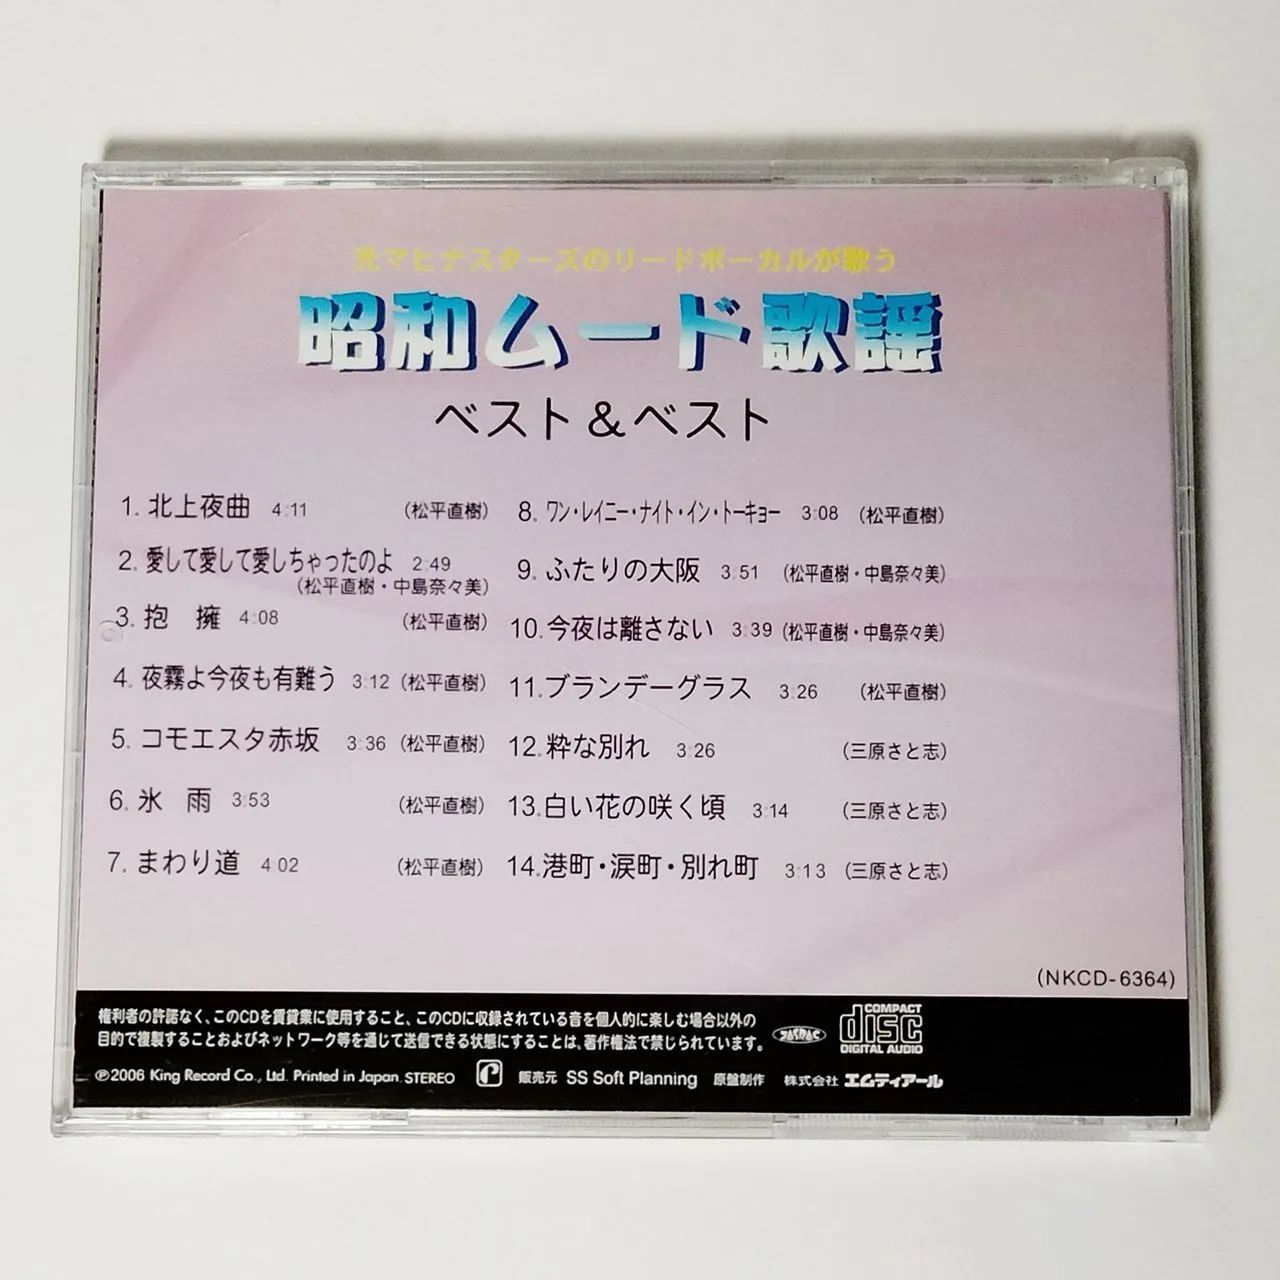 元マヒナスターズのリードボーカルが歌う
昭和ムード歌謡
ベスト&ベスト
1. 北上夜曲 4:11 (松平直樹)
2. 愛して愛して愛しちゃったのよ 2:49
(松平直樹・中島奈々美)
3. 抱 擁 4:08 (松平直樹)
4. 夜霧よ今夜も有難う 3:12 (松平直樹)
5. コモエスタ赤坂 3:36 (松平直樹)
6. 氷 雨 3:53 (松平直樹)
7. まわり道 4:02 (松平直樹)
8. ワン・レイニー・ナイト・イン・トーキョー 3:08 (松平直樹)
9. ふたりの大阪 3:51 (松平直樹・中島奈々美)
10. 今夜は離さない 3:39 (松平直樹・中島奈々美)
11. ブランデーグラス 3:26 (松平直樹)
12. 粋な別れ 3:26 (三原さと志)
13. 白い花の咲く頃 3:14 (三原さと志)
14. 港町・涙町・別れ町 3:13 (三原さと志)
(NKCD-6364)
権利者の許諾なく、このCDを賃貸業に使用すること、このCDに収録されている音を個人的に楽しむ場合以外の
目的で複製することおよびネットワーク等を通じて送信できる状態にすることは、著作権法で禁じられています。
JASRAC
COMPACT
disc
DIGITAL AUDIO
℗2006 King Record Co., Ltd. Printed in Japan. STEREO 販売元 SS Soft Planning 原盤制作 株式会社 エムティアール